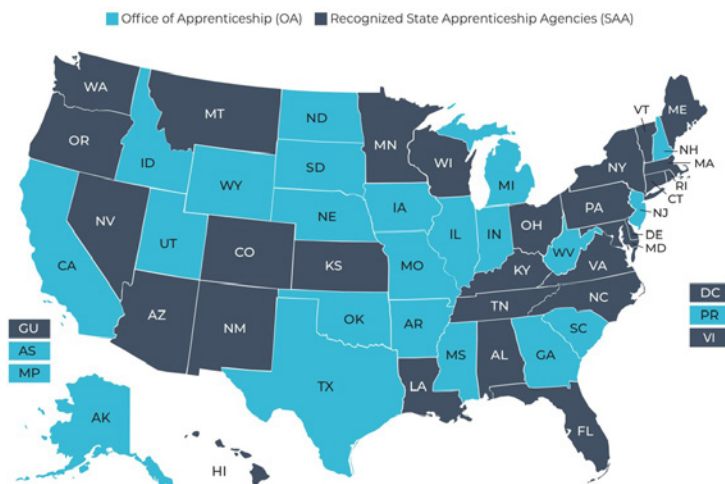 Office of Apprenticeship (OA) Recognized State Apprenticeship Agencies (SAA)
WA
MT
ND
MN
VT
ME
OR
ID
SD
WI
NH
MA
WY
MI
NY
RI
CT
NV
NE
IA
PA
NJ
UT
IL
IN
OH
DE
MD
CA
CO
KS
MO
WV
VA
KY
DC
AZ
NM
OK
AR
TN
NC
PR
GU
SC
VI
AS
MS
AL
GA
MP
TX
LA
AK
FL
HI